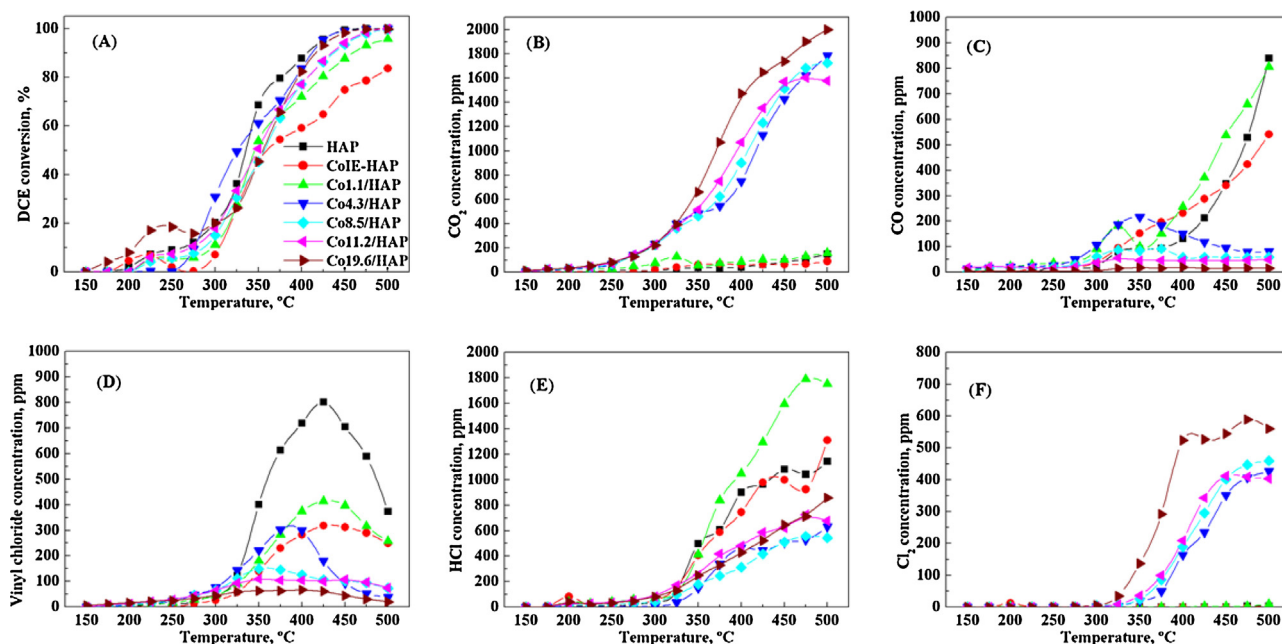 (A)
DCE conversion, %
100
80
60
40
20
0
150 200 250 300 350 400 450 500
Temperature, °C
HAP
CoIE-HAP
Co1.1/HAP
Co4.3/HAP
Co8.5/HAP
Co11.2/HAP
Co19.6/HAP
(B)
CO2 concentration, ppm
2000
1800
1600
1400
1200
1000
800
600
400
200
0
150 200 250 300 350 400 450 500
Temperature, °C
(C)
CO concentration, ppm
1000
900
800
700
600
500
400
300
200
100
0
150 200 250 300 350 400 450 500
Temperature, °C
(D)
Vinyl chloride concentration, ppm
1000
900
800
700
600
500
400
300
200
100
0
150 200 250 300 350 400 450 500
Temperature, °C
(E)
HCl concentration, ppm
2000
1800
1600
1400
1200
1000
800
600
400
200
0
150 200 250 300 350 400 450 500
Temperature, °C
(F)
Cl2 concentration, ppm
800
700
600
500
400
300
200
100
0
150 200 250 300 350 400 450 500
Temperature, °C